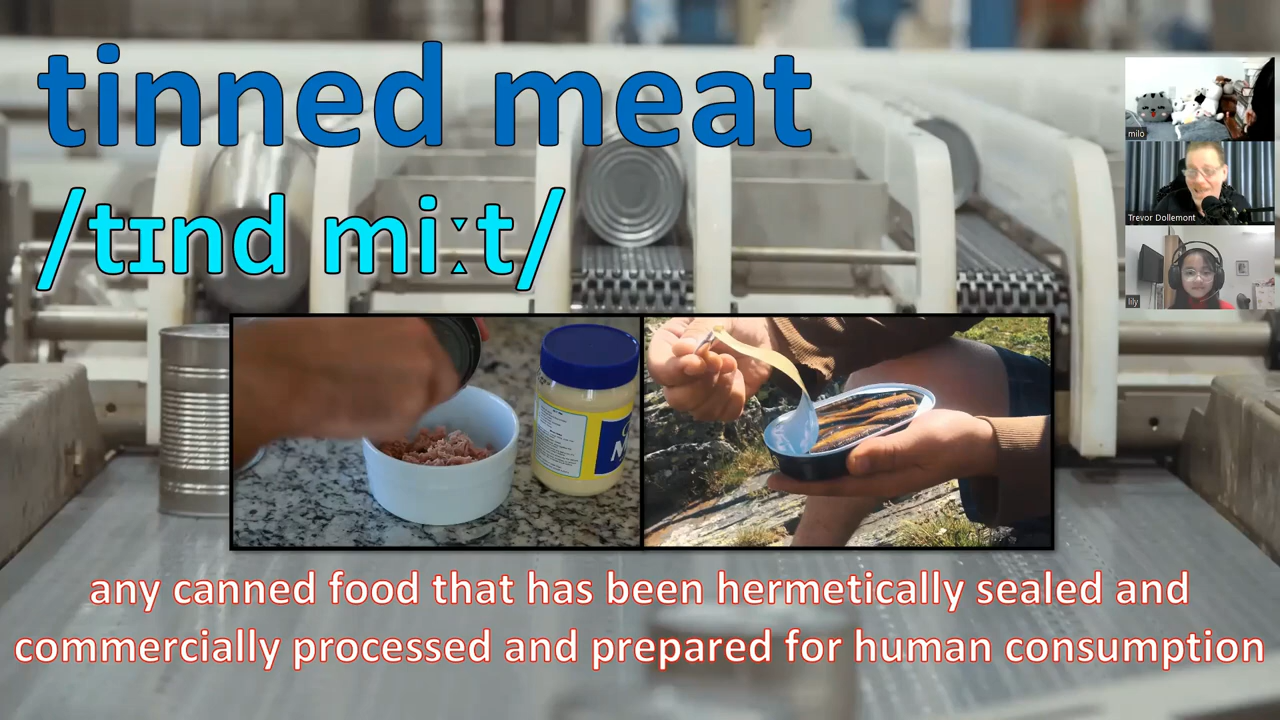 tinned meat
/tɪnd miːt/
any canned food that has been hermetically sealed and
commercially processed and prepared for human consumption
milo
Trevor Dollemont
lily